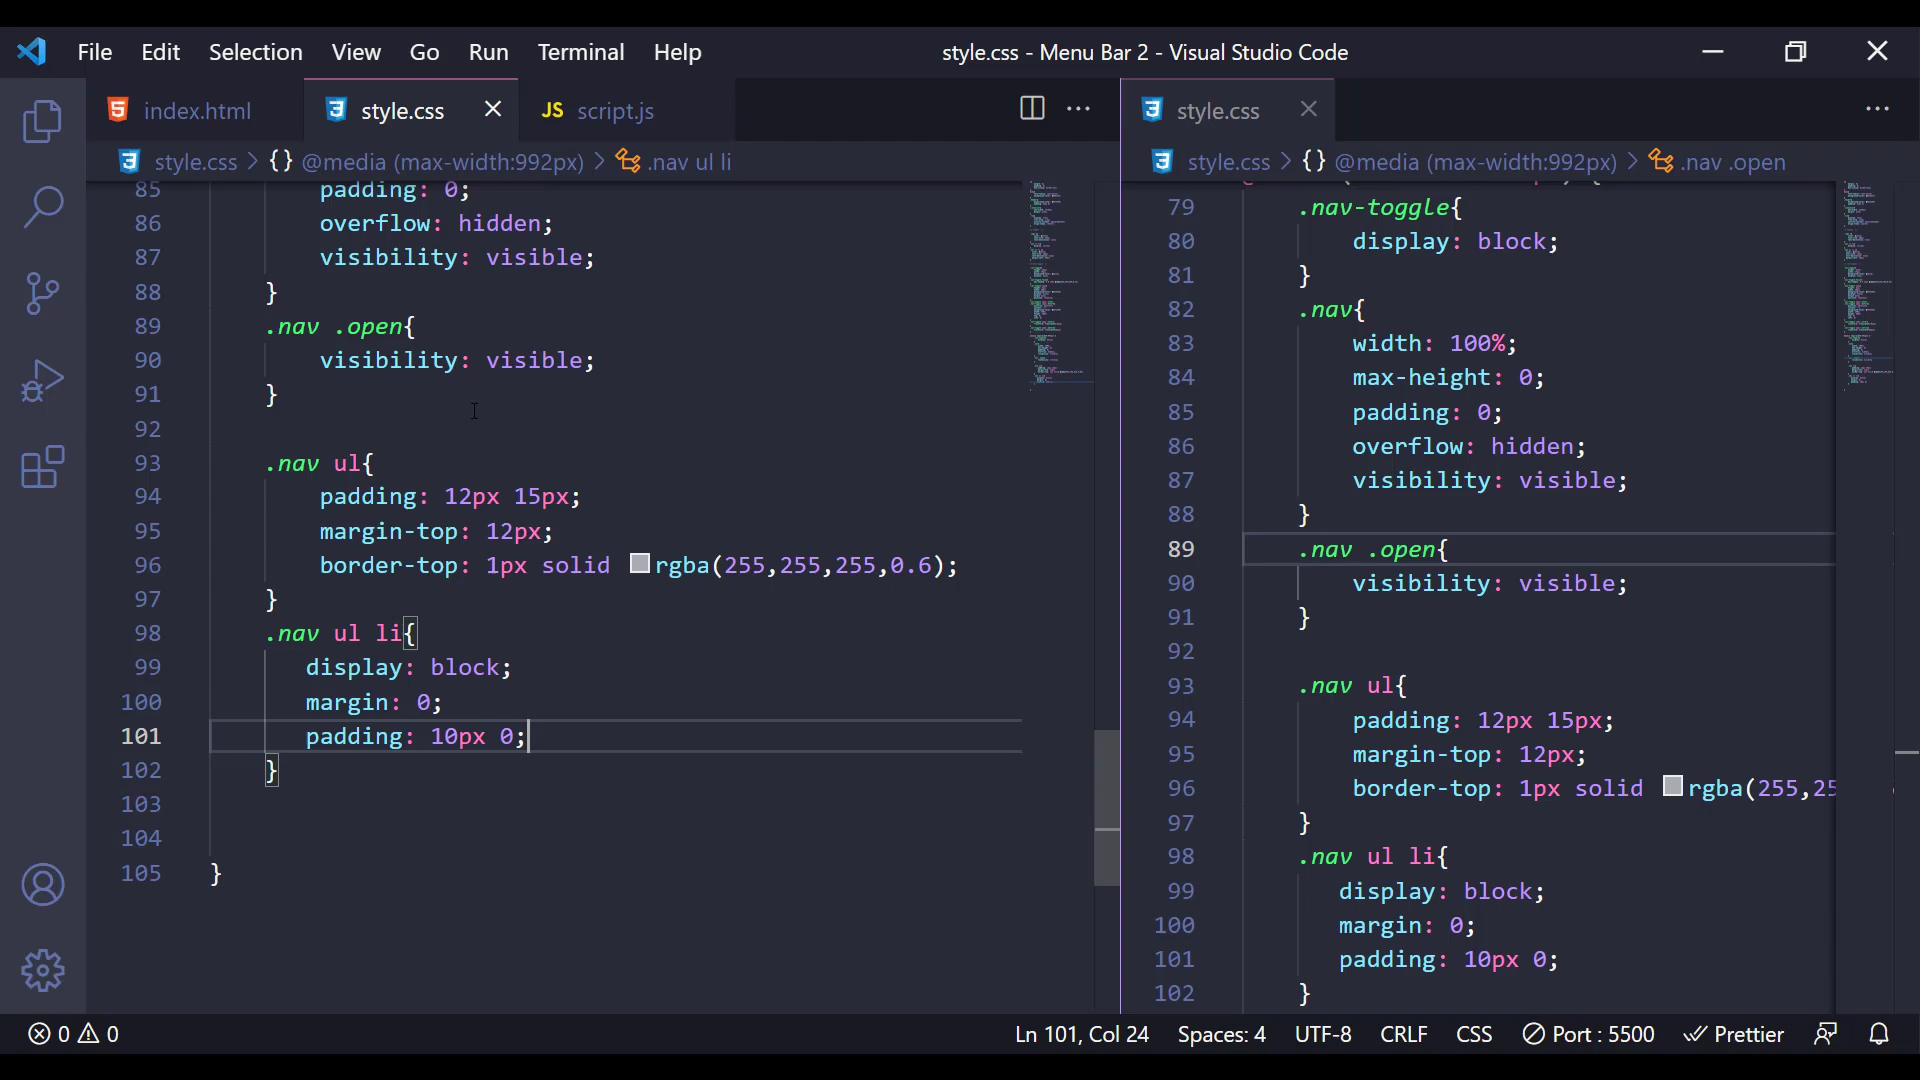 File Edit Selection View Go Run Terminal Help style.css - Menu Bar 2 - Visual Studio Code
index.html style.css JS script.js
style.css > {} @media (max-width:992px) > .nav ul li
85 padding: 0;
86 overflow: hidden;
87 visibility: visible;
88 }
89 .nav .open{
90 visibility: visible;
91 }
92
93 .nav ul{
94 padding: 12px 15px;
95 margin-top: 12px;
96 border-top: 1px solid rgba(255,255,255,0.6);
97 }
98 .nav ul li{
99 display: block;
100 margin: 0;
101 padding: 10px 0;
102 }
103
104
105 }
style.css
style.css > {} @media (max-width:992px) > .nav .open
79 .nav-toggle{
80 display: block;
81 }
82 .nav{
83 width: 100%;
84 max-height: 0;
85 padding: 0;
86 overflow: hidden;
87 visibility: visible;
88 }
89 .nav .open{
90 visibility: visible;
91 }
92
93 .nav ul{
94 padding: 12px 15px;
95 margin-top: 12px;
96 border-top: 1px solid rgba(255,25
97 }
98 .nav ul li{
99 display: block;
100 margin: 0;
101 padding: 10px 0;
102 }
0 0 Ln 101, Col 24 Spaces: 4 UTF-8 CRLF CSS Port : 5500 Prettier